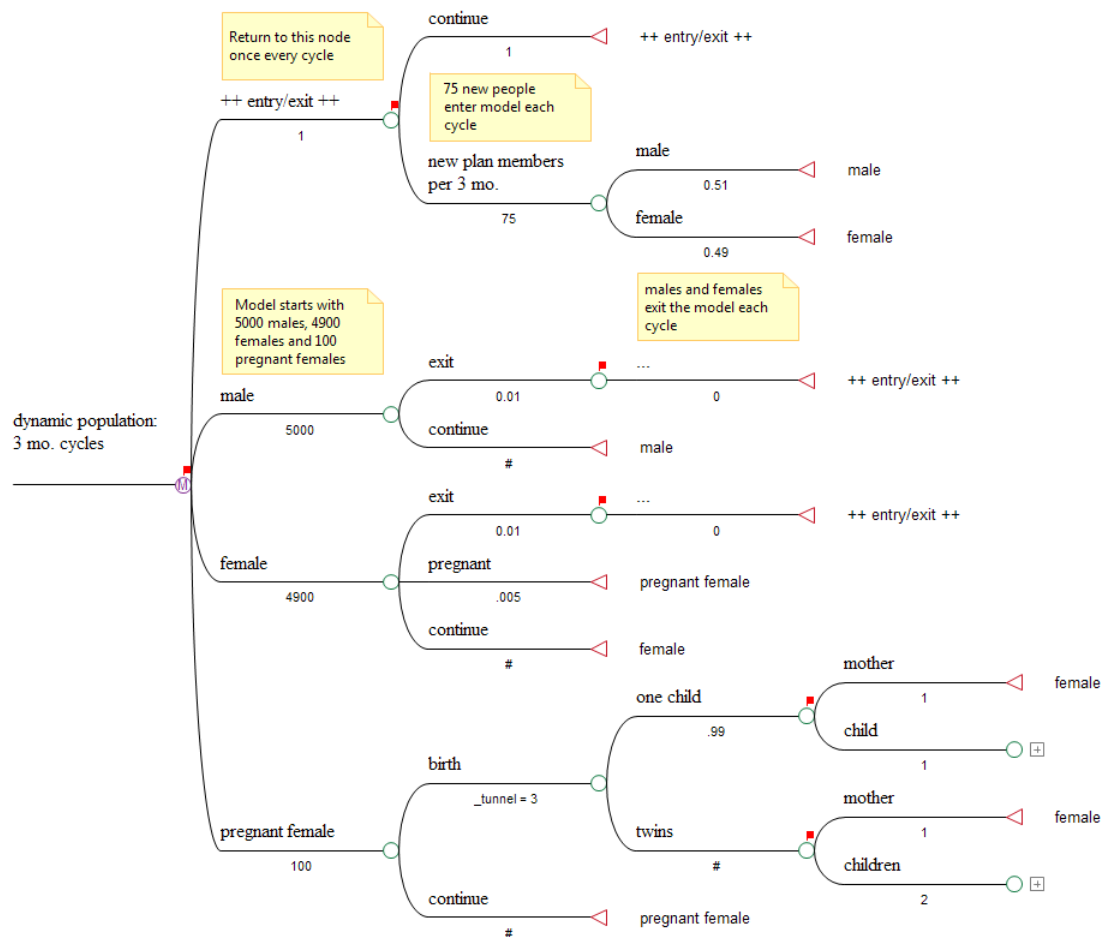 continue
Return to this node
once every cycle
1
++ entry/exit ++
75 new people
enter model each
cycle
++ entry/exit ++
1
new plan members
per 3 mo.
75
male
0.51
male
female
0.49
female
Model starts with
5000 males, 4900
females and 100
pregnant females
males and females
exit the model each
cycle
dynamic population:
3 mo. cycles
M
male
5000
exit
0.01
...
0
++ entry/exit ++
continue
#
male
female
4900
exit
0.01
...
0
++ entry/exit ++
pregnant
.005
pregnant female
continue
#
female
pregnant female
100
birth
_tunnel = 3
one child
.99
mother
1
female
child
1
twins
#
mother
1
female
children
2
continue
#
pregnant female